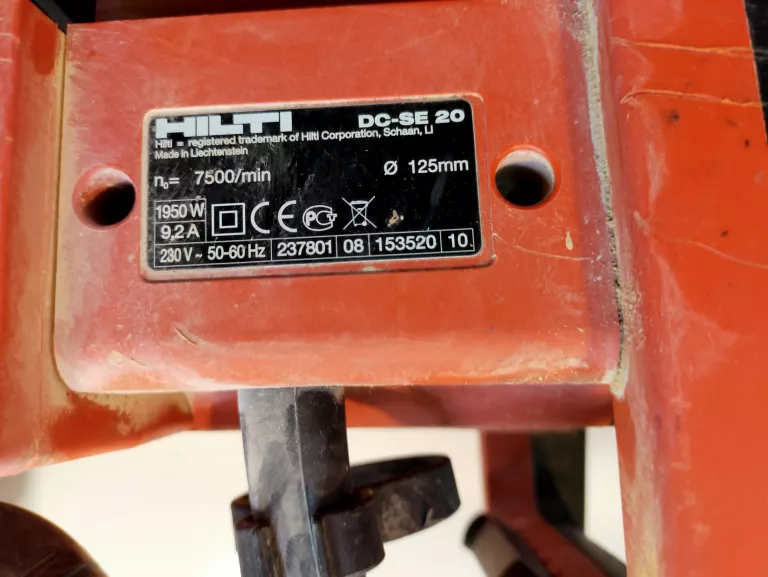 HILTI DC-SE 20
Hilti = registered trademark of Hilti Corporation, Schaan, LI
Made in Liechtenstein
n₀= 7500/min Ø 125mm
1950 W
9,2 A CE PCT
230 V ~ 50-60 Hz 237801 08 153520 10